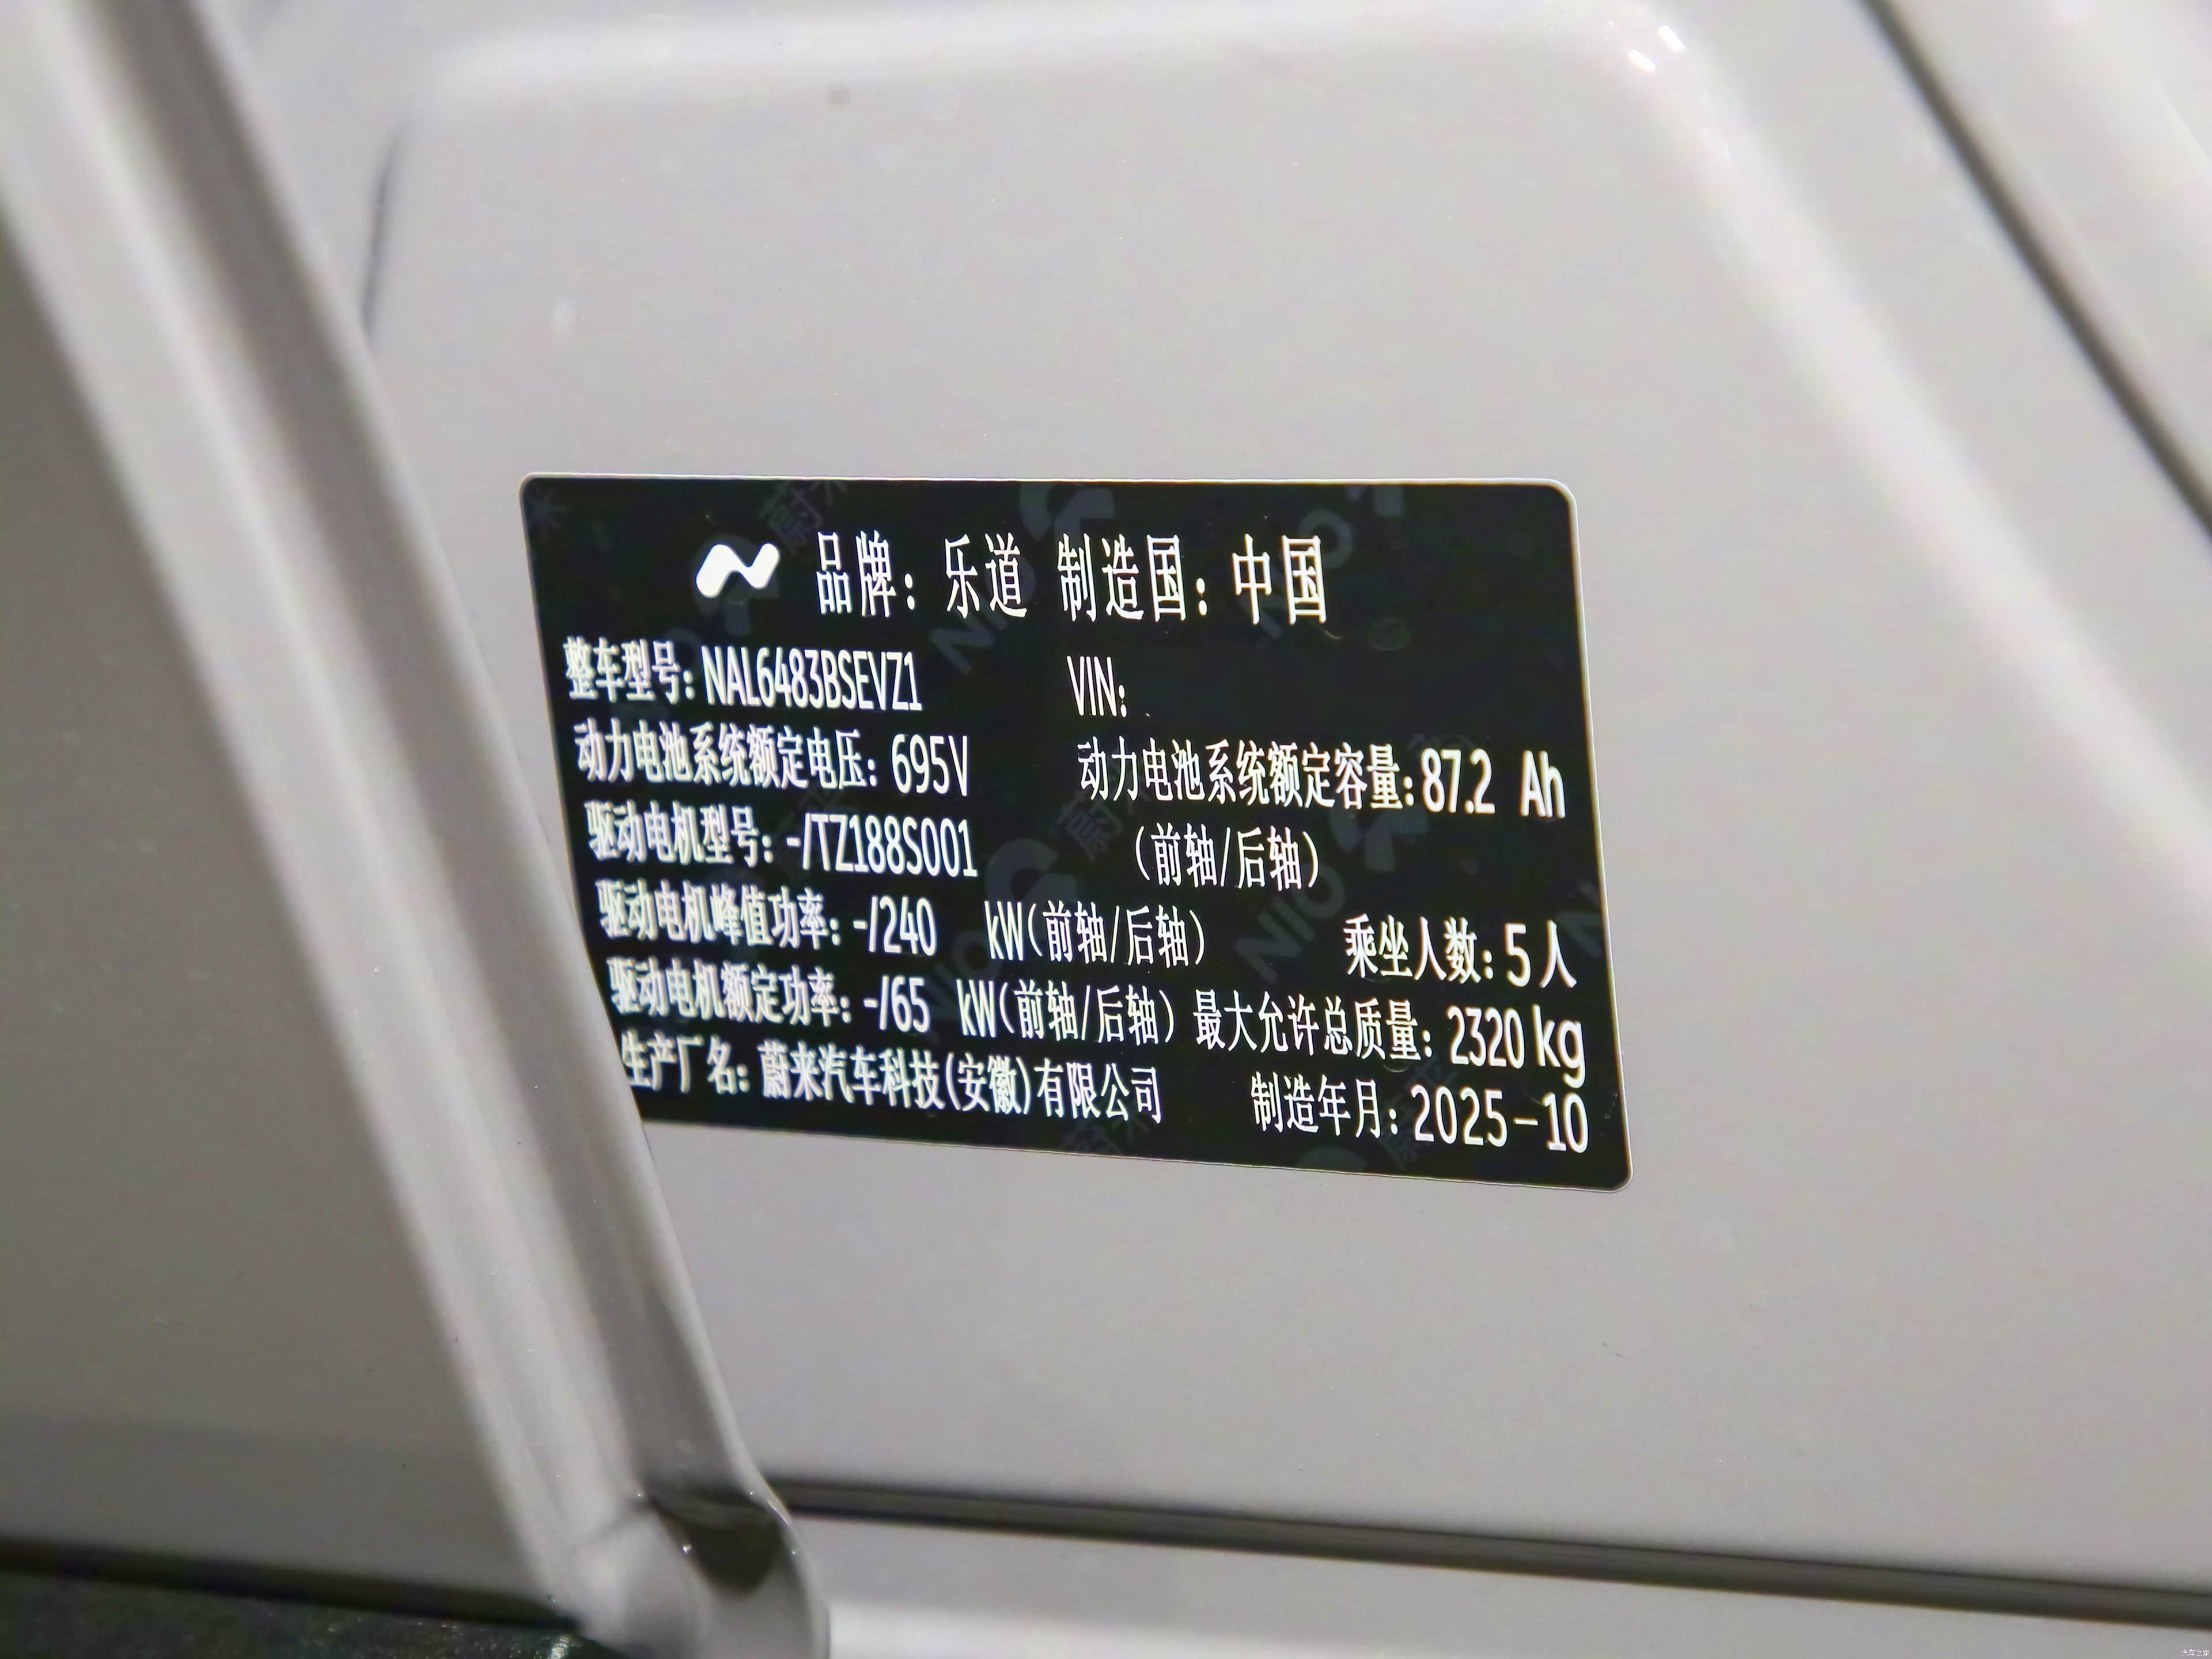 品牌：乐道 制造国：中国
整车型号：NAL6483BSEVZ1 VIN:
动力电池系统额定电压：695V 动力电池系统额定容量：87.2 Ah
驱动电机型号：-/TZ188S001 （前轴/后轴）
驱动电机峰值功率：-/240 kW（前轴/后轴） 乘坐人数：5人
驱动电机额定功率：-/65 kW（前轴/后轴）最大允许总质量：2320 kg
生产厂名：蔚来汽车科技(安徽)有限公司 制造年月：2025-10
汽车之家